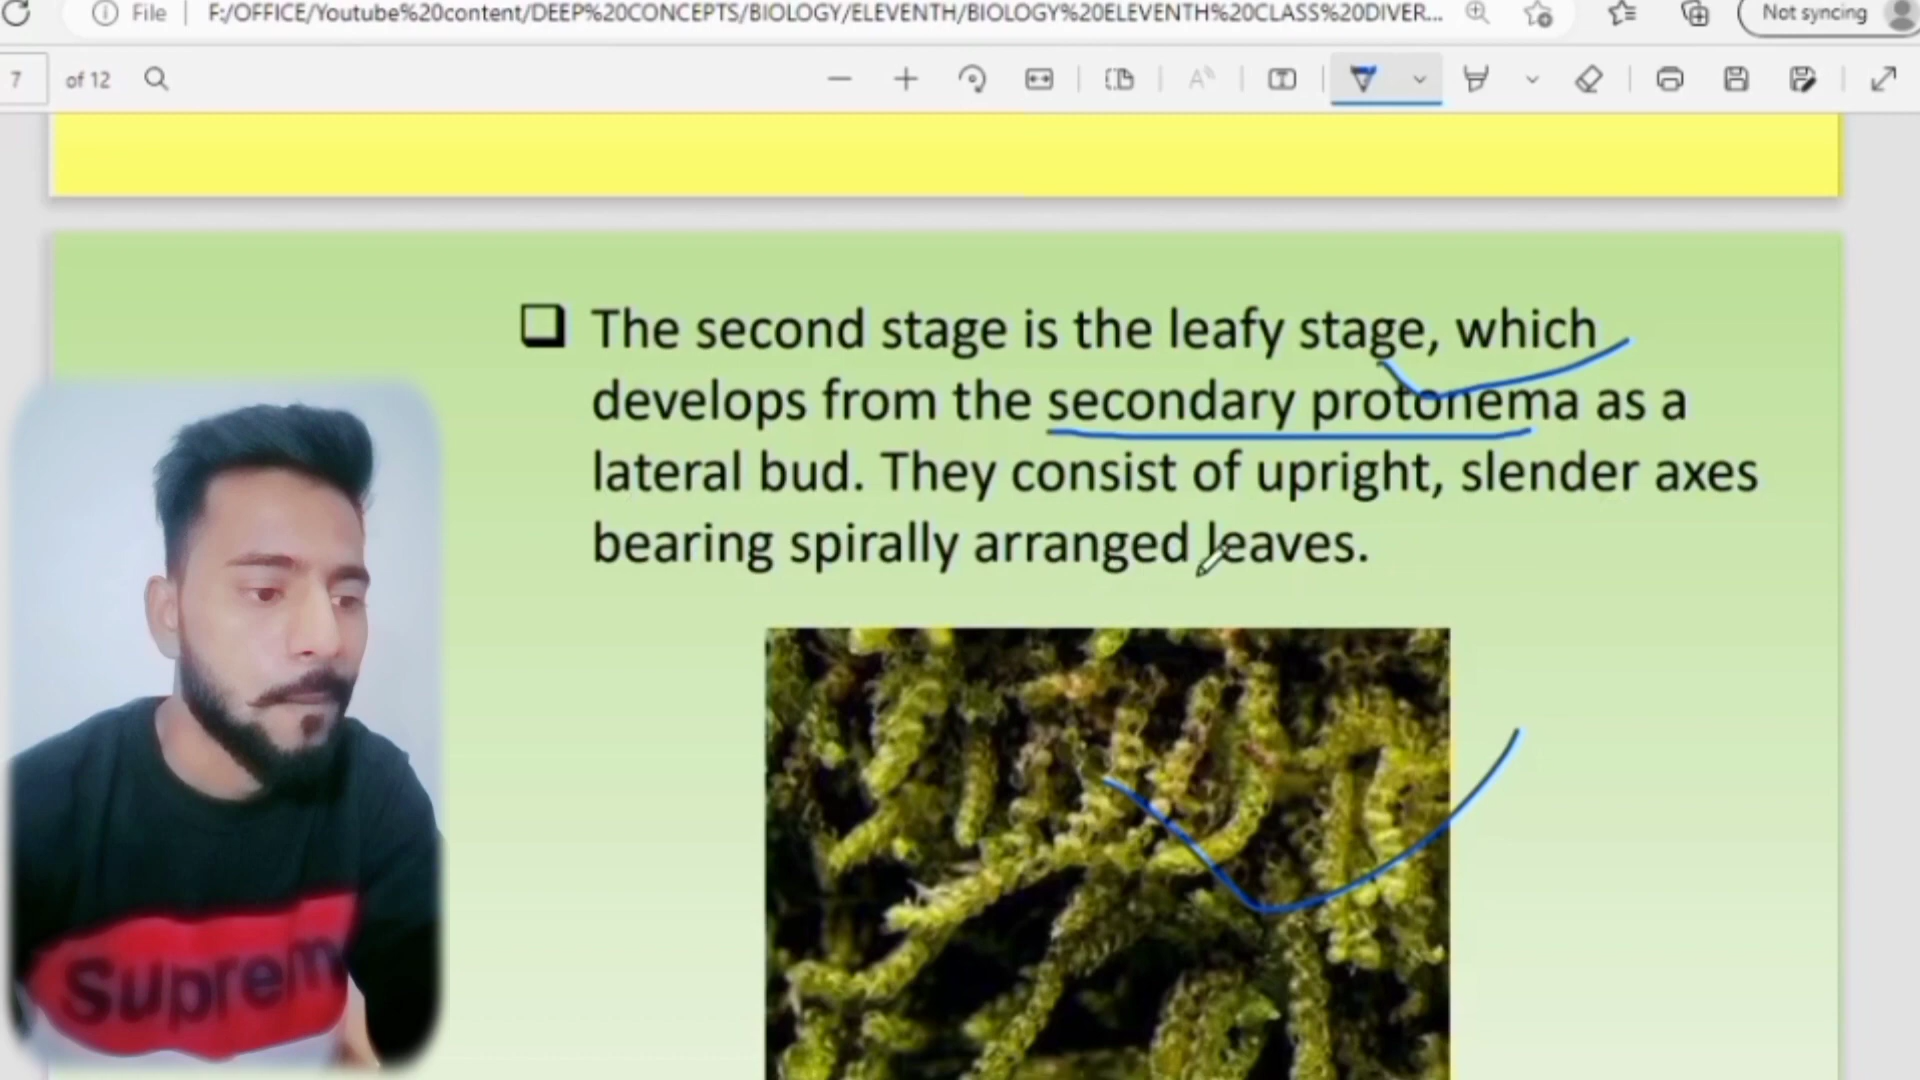 File F:/OFFICE/Youtube%20content/DEEP%20CONCEPTS/BIOLOGY/ELEVENTH/BIOLOGY%20ELEVENTH%20CLASS%20DIVER... Not syncing
7 of 12
❑ The second stage is the leafy stage, which
develops from the secondary protonema as a
lateral bud. They consist of upright, slender axes
bearing spirally arranged leaves.
Suprem